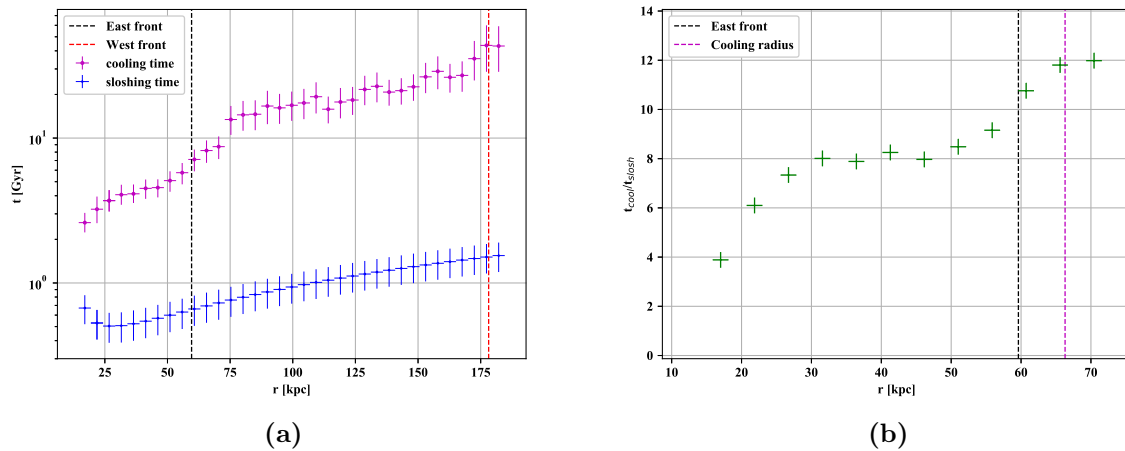 East front
West front
cooling time
sloshing time
10¹
10⁰
t [Gyr]
25 50 75 100 125 150 175
r [kpc]
(a)
East front
Cooling radius
14
12
10
8
6
4
2
0
t_cool/t_slosh
10 20 30 40 50 60 70
r [kpc]
(b)